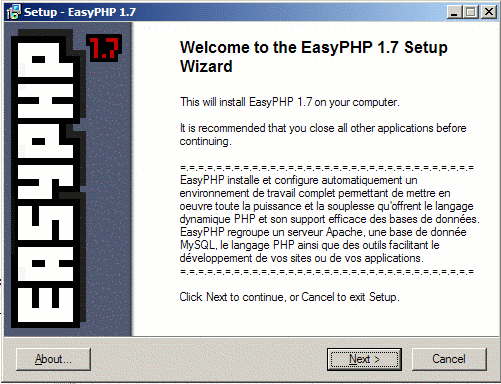 Setup - EasyPHP 1.7
EASYPHP
1.7
Welcome to the EasyPHP 1.7 Setup
Wizard
This will install EasyPHP 1.7 on your computer.
It is recommended that you close all other applications before
continuing.
=-=-=-=-=-=-=-=-=-=-=-=-=-=-=-=-=-=-=-=-=-=-=-=-=
EasyPHP installe et configure automatiquement un
environnement de travail complet permettant de mettre en
oeuvre toute la puissance et la souplesse qu'offrent le langage
dynamique PHP et son support efficace des bases de données.
EasyPHP regroupe un serveur Apache, une base de donnée
MySQL, le langage PHP ainsi que des outils facilitant le
développement de vos sites ou de vos applications.
=-=-=-=-=-=-=-=-=-=-=-=-=-=-=-=-=-=-=-=-=-=-=-=-=
Click Next to continue, or Cancel to exit Setup.
About...
Next >
Cancel